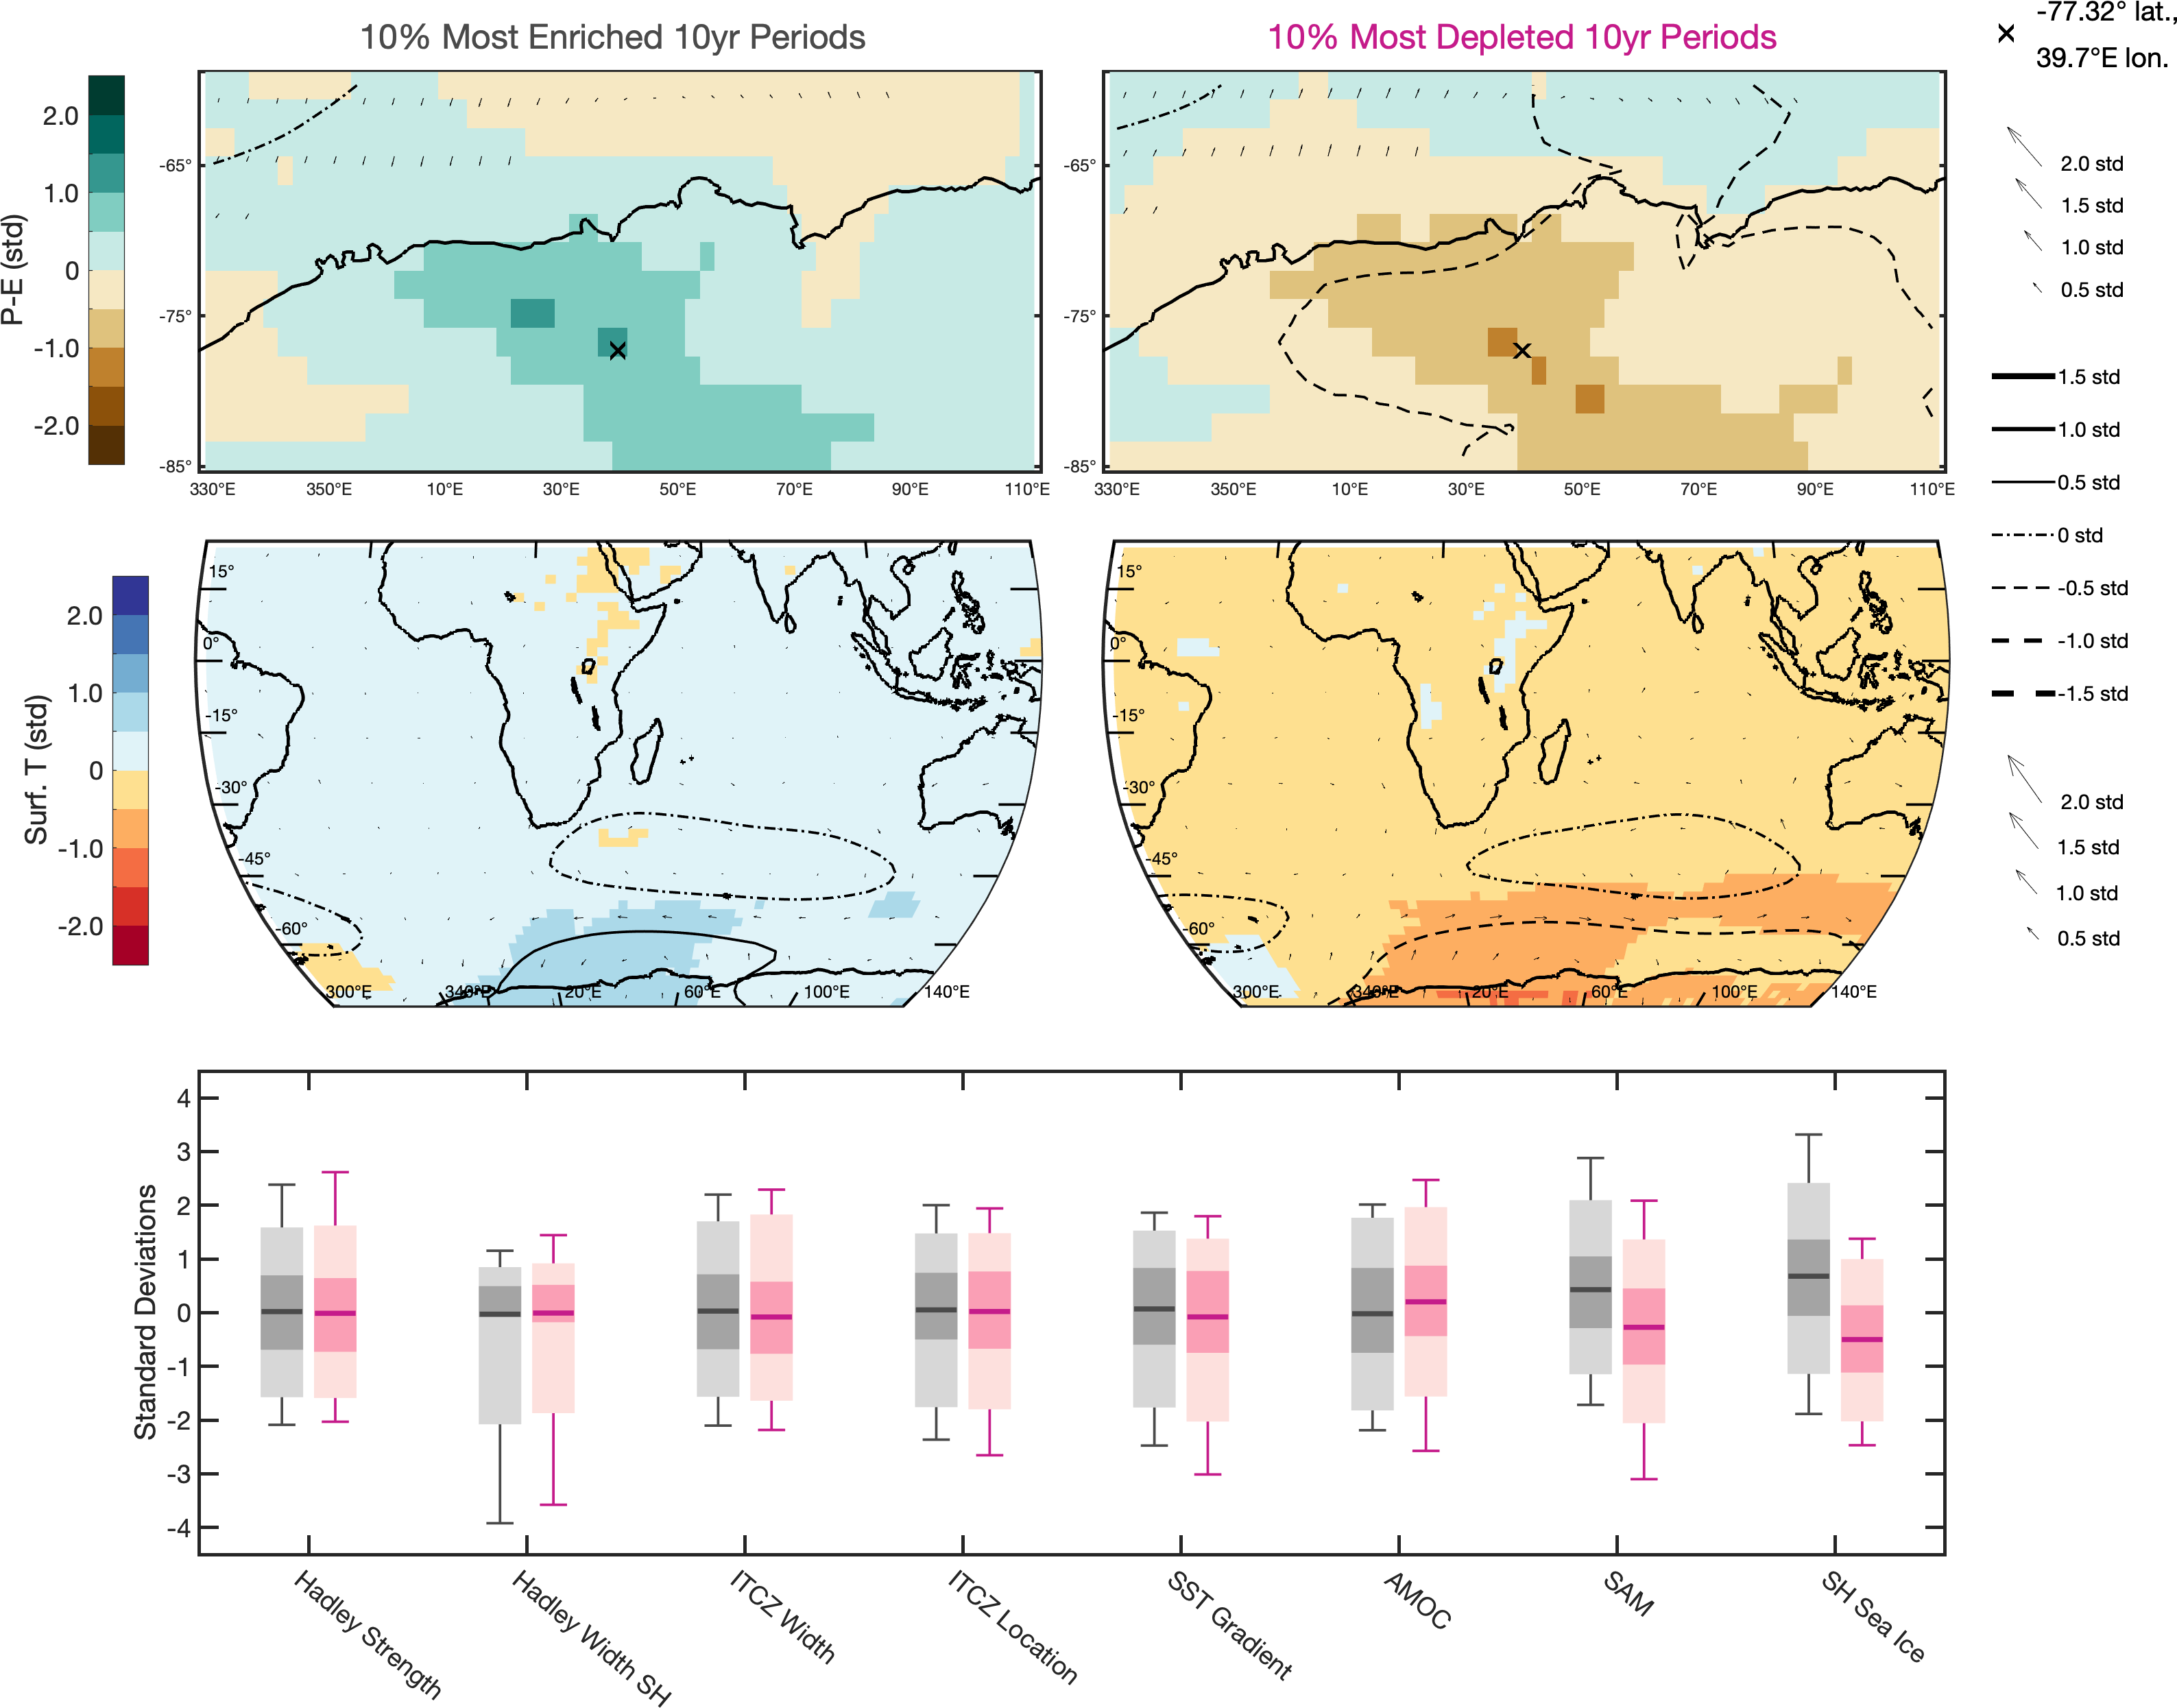 10% Most Enriched 10yr Periods
10% Most Depleted 10yr Periods
-77.32° lat.,
39.7°E lon.
P-E (std)
2.0
1.0
0
-1.0
-2.0
-65°
-75°
-85°
330°E 350°E 10°E 30°E 50°E 70°E 90°E 110°E
-65°
-75°
-85°
330°E 350°E 10°E 30°E 50°E 70°E 90°E 110°E
2.0 std
1.5 std
1.0 std
0.5 std
1.5 std
1.0 std
0.5 std
0 std
-0.5 std
-1.0 std
-1.5 std
2.0 std
1.5 std
1.0 std
0.5 std
Surf. T (std)
2.0
1.0
0
-1.0
-2.0
15°
0°
-15°
-30°
-45°
-60°
300°E 340°E 20°E 60°E 100°E 140°E
15°
0°
-15°
-30°
-45°
-60°
300°E 340°E 20°E 60°E 100°E 140°E
Standard Deviations
4
3
2
1
0
-1
-2
-3
-4
Hadley Strength
Hadley Width SH
ITCZ Width
ITCZ Location
SST Gradient
AMOC
SAM
SH Sea Ice